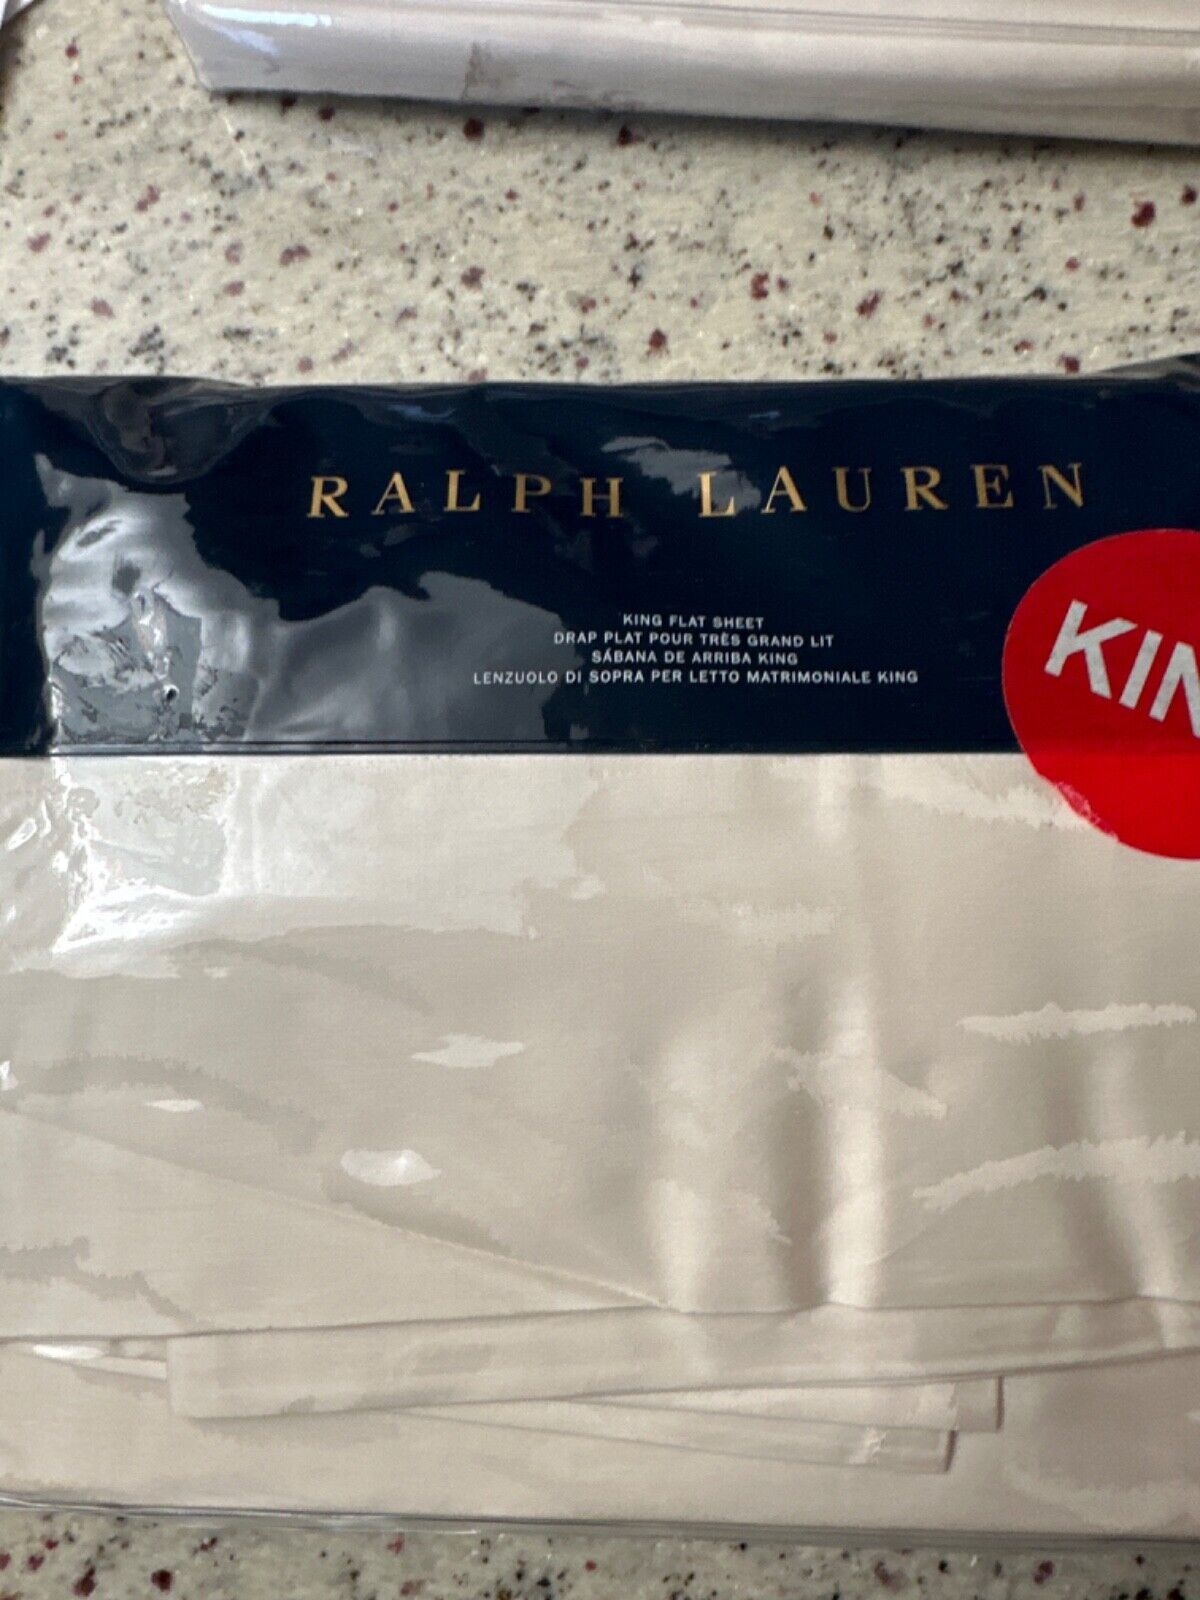 RALPH LAUREN
KING FLAT SHEET
DRAP PLAT POUR TRÈS GRAND LIT
SÁBANA DE ARRIBA KING
LENZUOLO DI SOPRA PER LETTO MATRIMONIALE KING
KIN